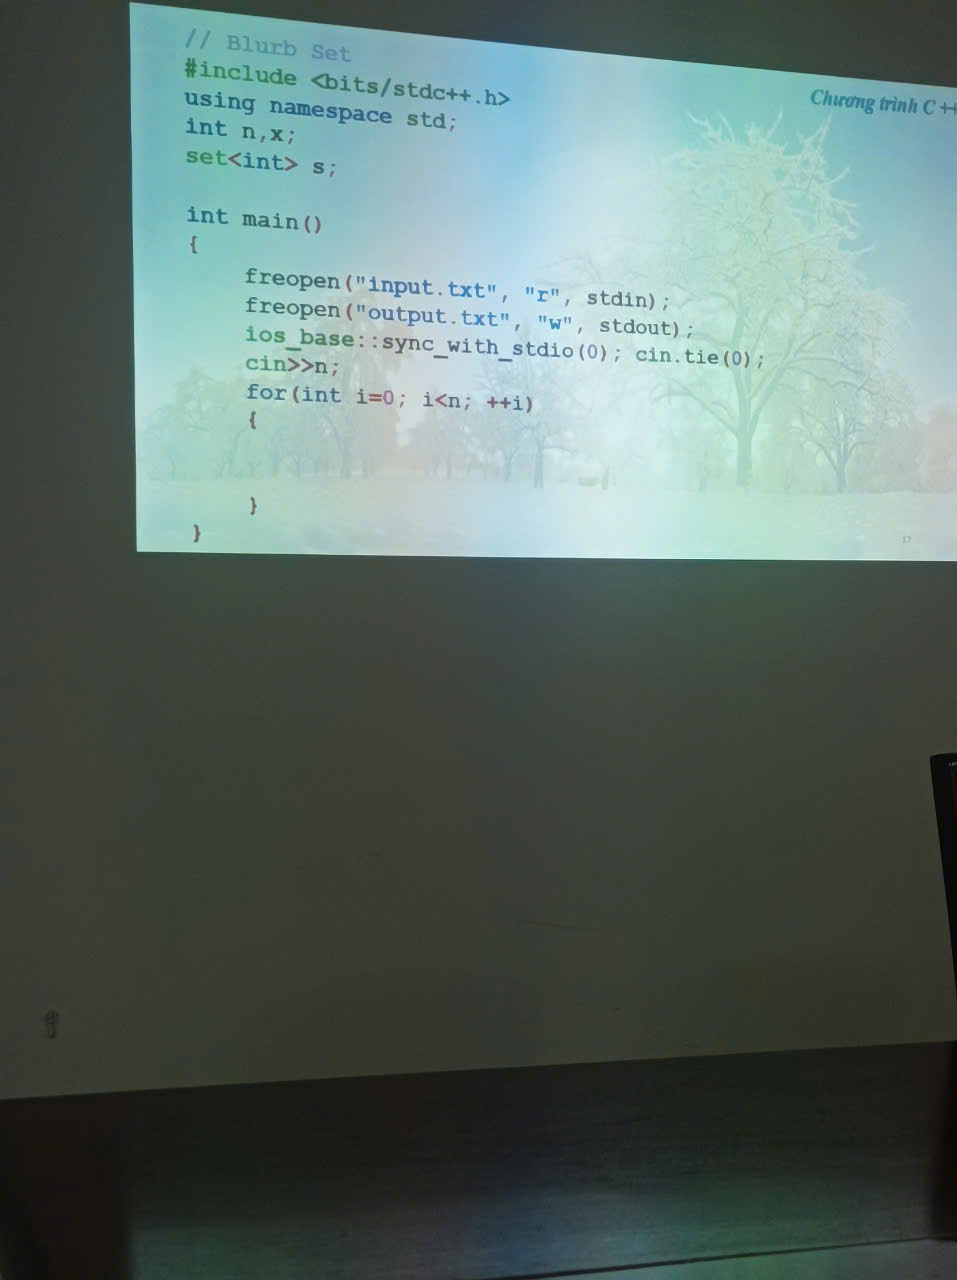 // Blurb Set
#include <bits/stdc++.h>
Chương trình C ++
using namespace std;
int n,x;
set<int> s;
int main()
{
freopen("input.txt", "r", stdin);
freopen("output.txt", "w", stdout);
ios_base::sync_with_stdio(0); cin.tie(0);
cin>>n;
for(int i=0; i<n; ++i)
{
}
}
17